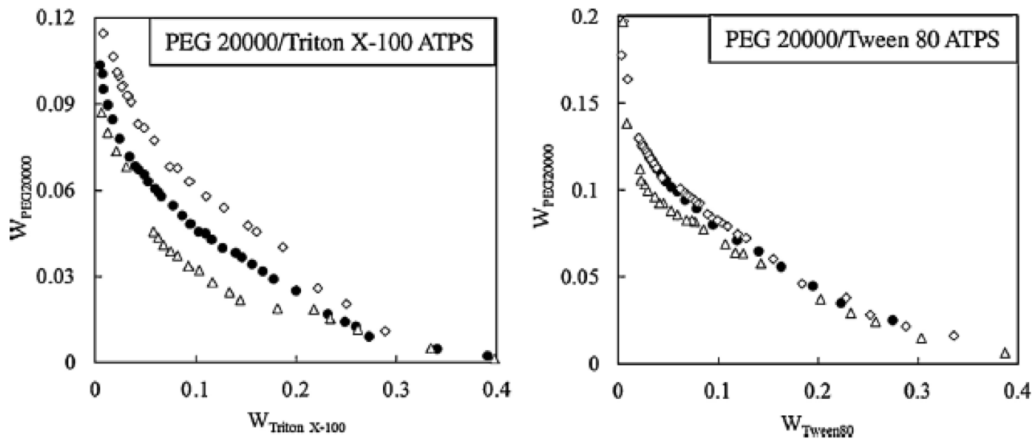 PEG 20000/Triton X-100 ATPS
0.12
0.09
0.06
0.03
0
W_PEG20000
0 0.1 0.2 0.3 0.4
W_Triton X-100
PEG 20000/Tween 80 ATPS
0.2
0.15
0.1
0.05
0
W_PEG20000
0 0.1 0.2 0.3 0.4
W_Tween80